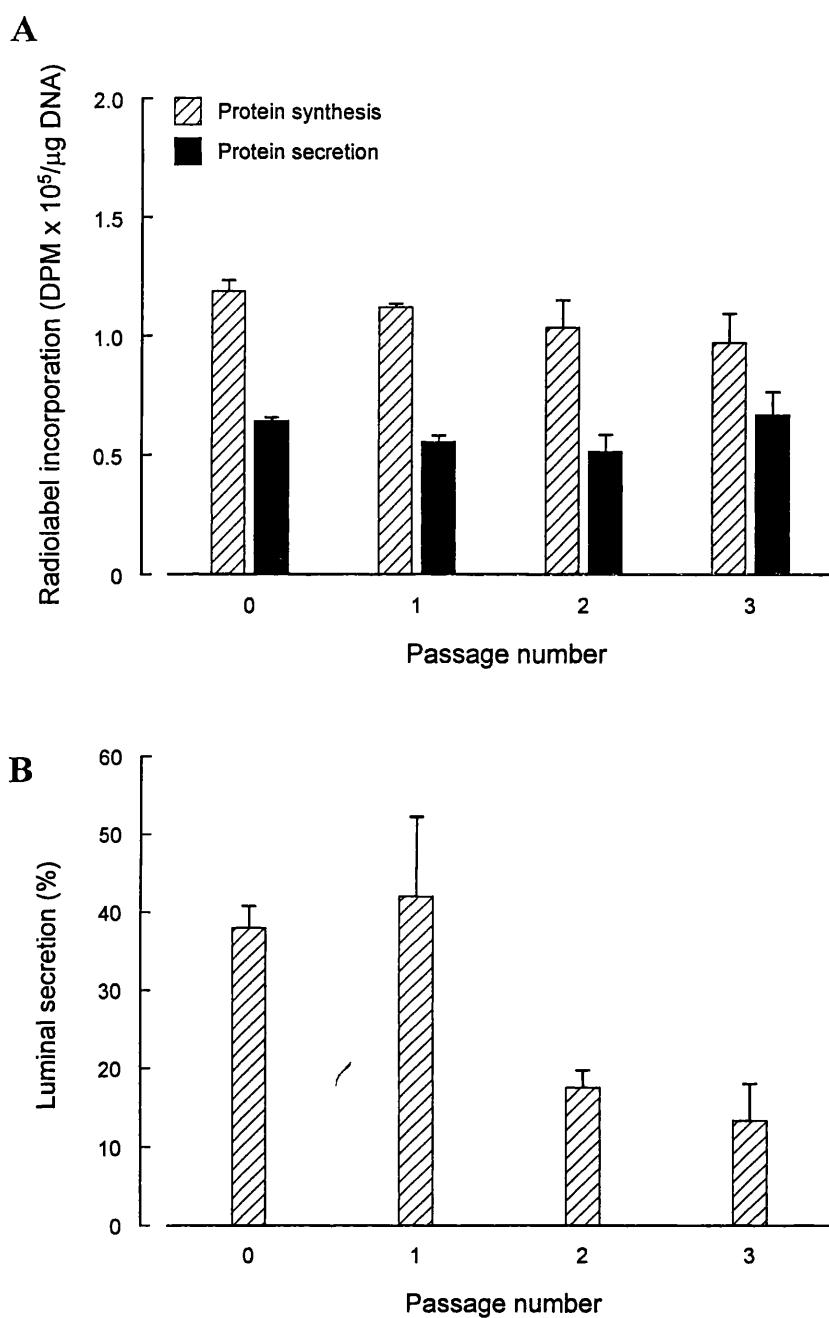 A
Radiolabel incorporation (DPM x 10⁵/µg DNA)
2.0
1.5
1.0
0.5
0
Protein synthesis
Protein secretion
0 1 2 3
Passage number
B
Luminal secretion (%)
60
50
40
30
20
10
0
0 1 2 3
Passage number